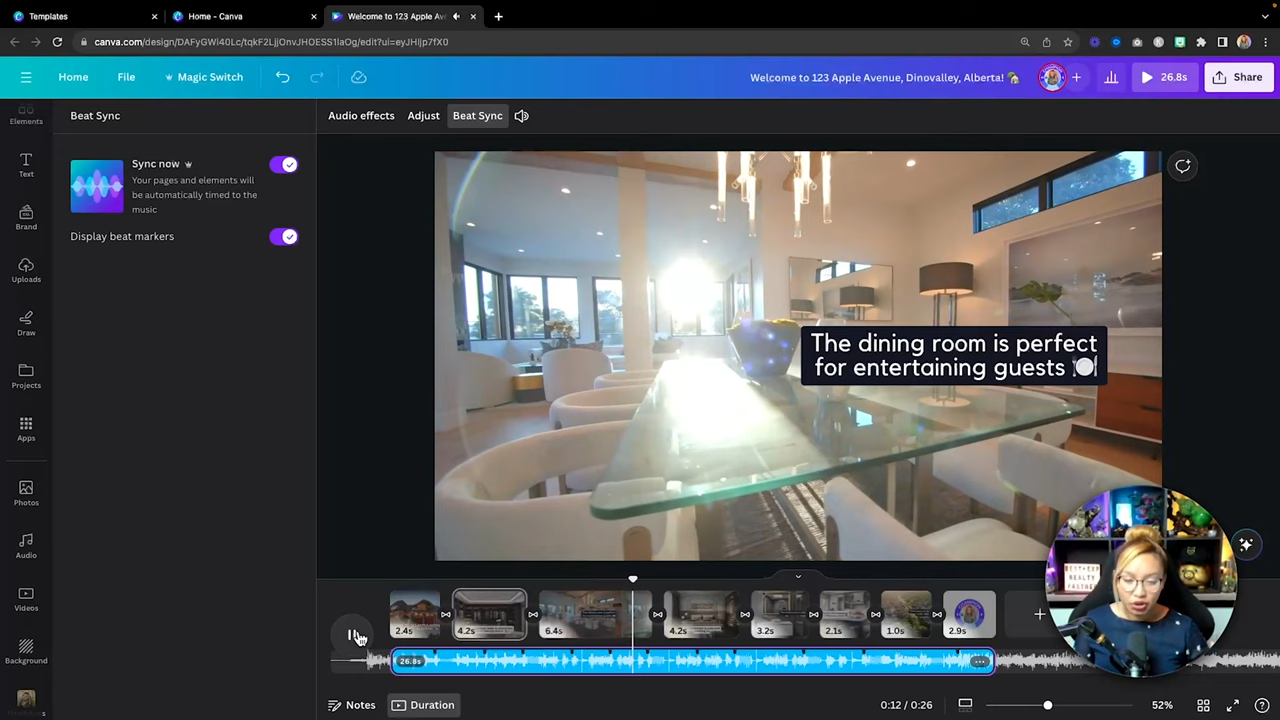 Templates
Home - Canva
Welcome to 123 Apple Av
canva.com/design/DAFyGWi40Lc/tqkF2LjjOnvJHOESS1laOg/edit?ui=eyJHIjp7fX0
Home
File
Magic Switch
Welcome to 123 Apple Avenue, Dinovalley, Alberta! 🏡
26.8s
Share
Elements
Text
Brand
Uploads
Draw
Projects
Apps
Photos
Audio
Videos
Background
Beat Sync
Sync now
Your pages and elements will
be automatically timed to the
music
Display beat markers
Audio effects
Adjust
Beat Sync
The dining room is perfect
for entertaining guests 🍽️
2.4s
4.2s
6.4s
4.2s
3.2s
2.1s
1.0s
2.9s
26.8s
Notes
Duration
0:12 / 0:26
52%
REALTY